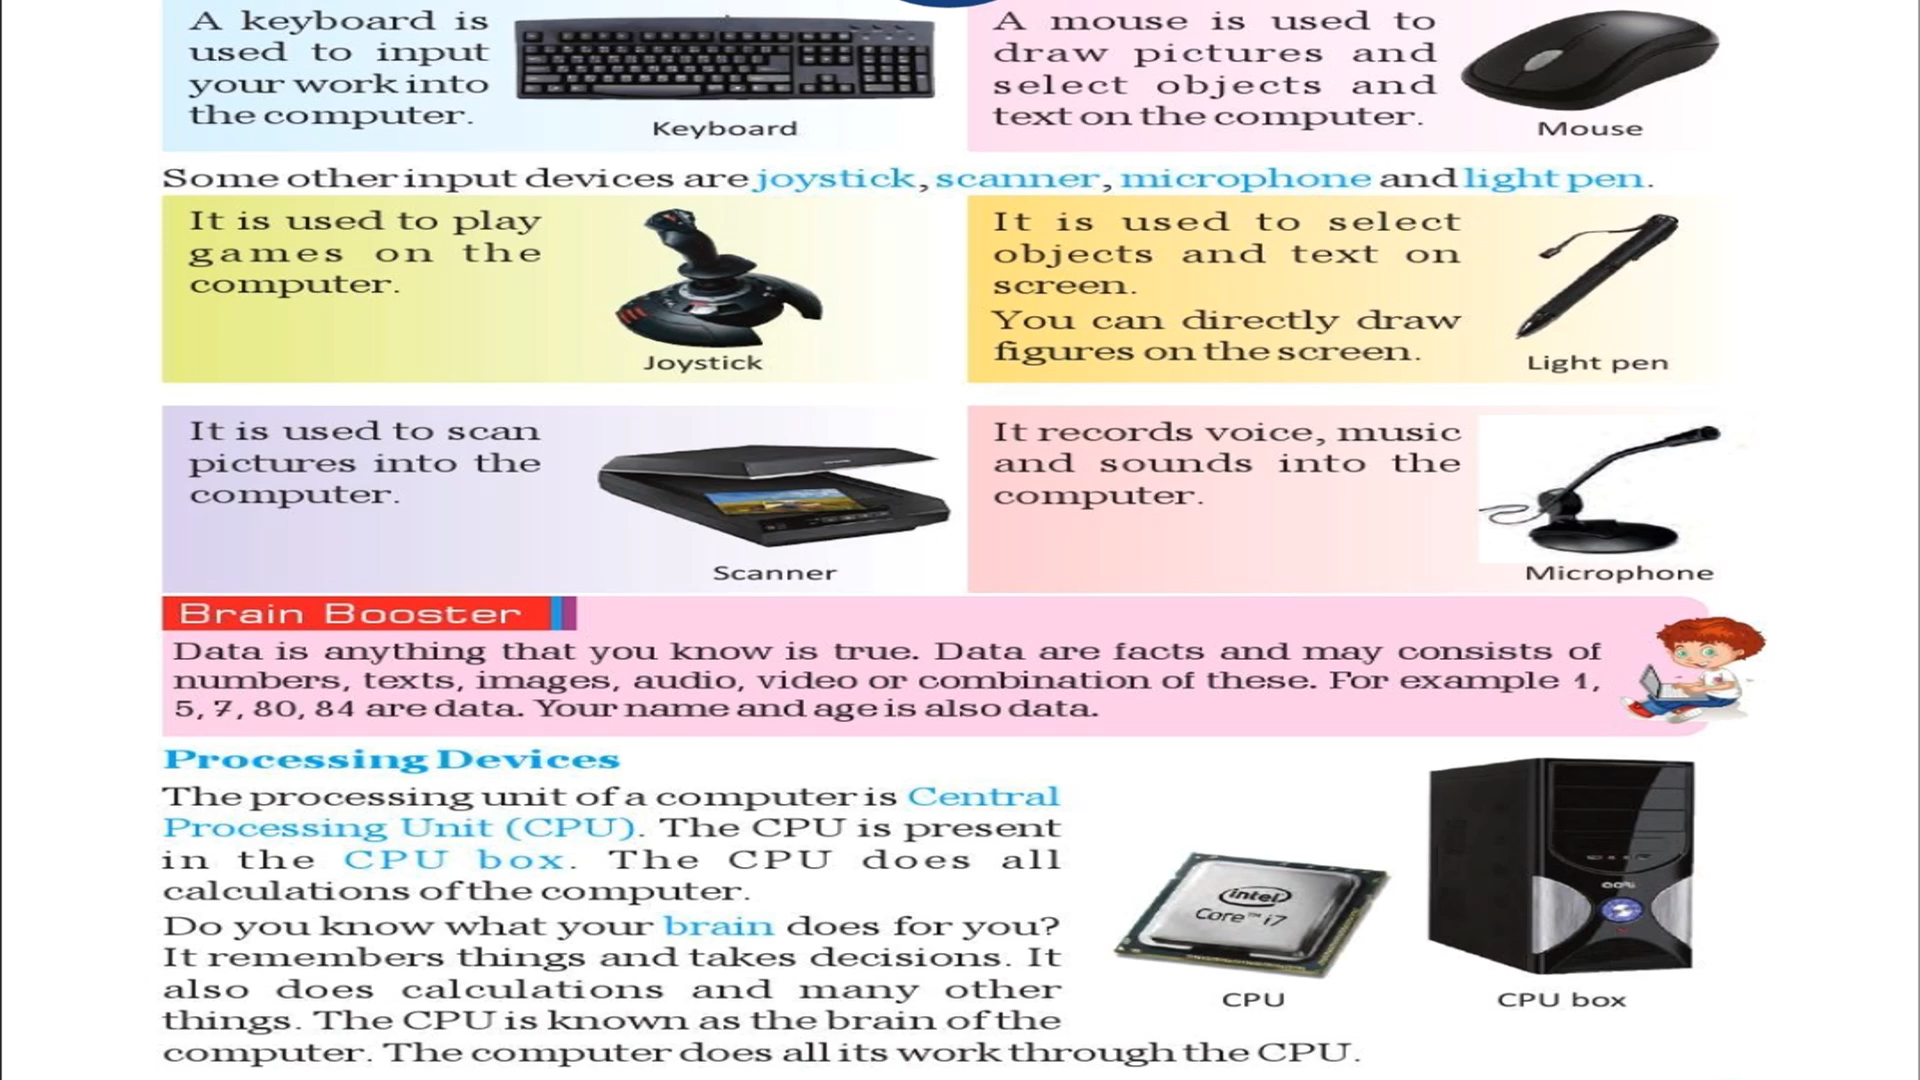 A keyboard is
used to input
your work into
the computer.
Keyboard
A mouse is used to
draw pictures and
select objects and
text on the computer.
Mouse
Some other input devices are joystick, scanner, microphone and light pen.
It is used to play
games on the
computer.
Joystick
It is used to select
objects and text on
screen.
You can directly draw
figures on the screen.
Light pen
It is used to scan
pictures into the
computer.
Scanner
It records voice, music
and sounds into the
computer.
Microphone
Brain Booster
Data is anything that you know is true. Data are facts and may consists of
numbers, texts, images, audio, video or combination of these. For example 1,
5, 7, 80, 84 are data. Your name and age is also data.
Processing Devices
The processing unit of a computer is Central
Processing Unit (CPU). The CPU is present
in the CPU box. The CPU does all
calculations of the computer.
Do you know what your brain does for you?
It remembers things and takes decisions. It
also does calculations and many other
things. The CPU is known as the brain of the
computer. The computer does all its work through the CPU.
intel
Core™ i7
CPU
CPU box